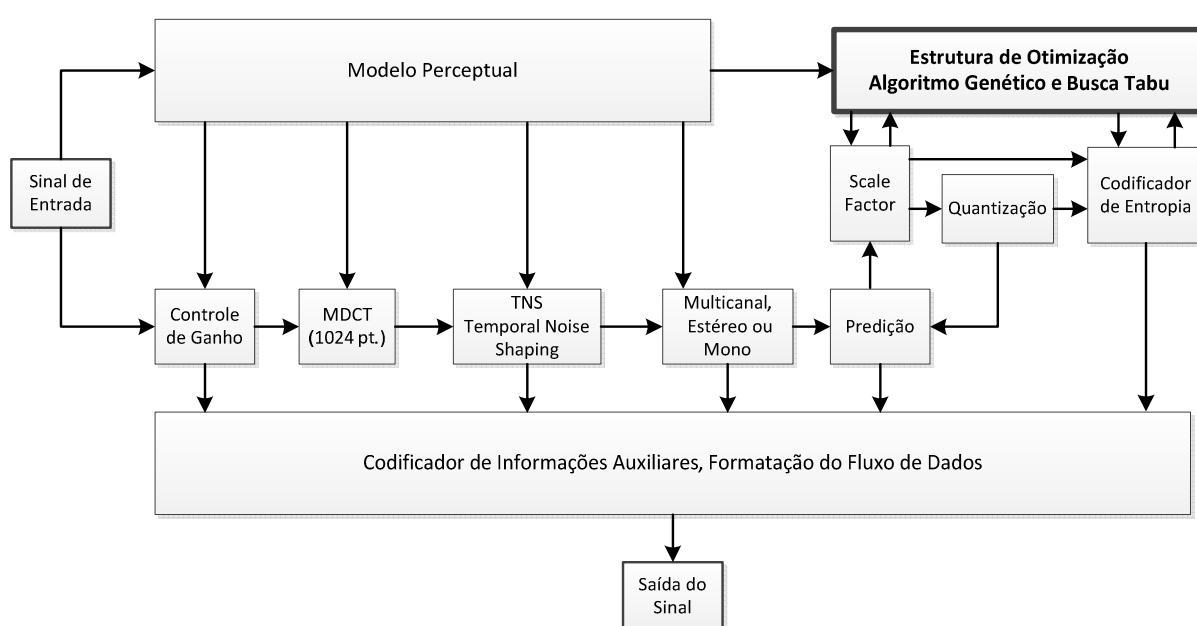 Modelo Perceptual
Estrutura de Otimização
Algoritmo Genético e Busca Tabu
Sinal de
Entrada
Scale
Factor
Quantização
Codificador
de Entropia
Controle
de Ganho
MDCT
(1024 pt.)
TNS
Temporal Noise
Shaping
Multicanal,
Estéreo ou
Mono
Predição
Codificador de Informações Auxiliares, Formatação do Fluxo de Dados
Saída do
Sinal